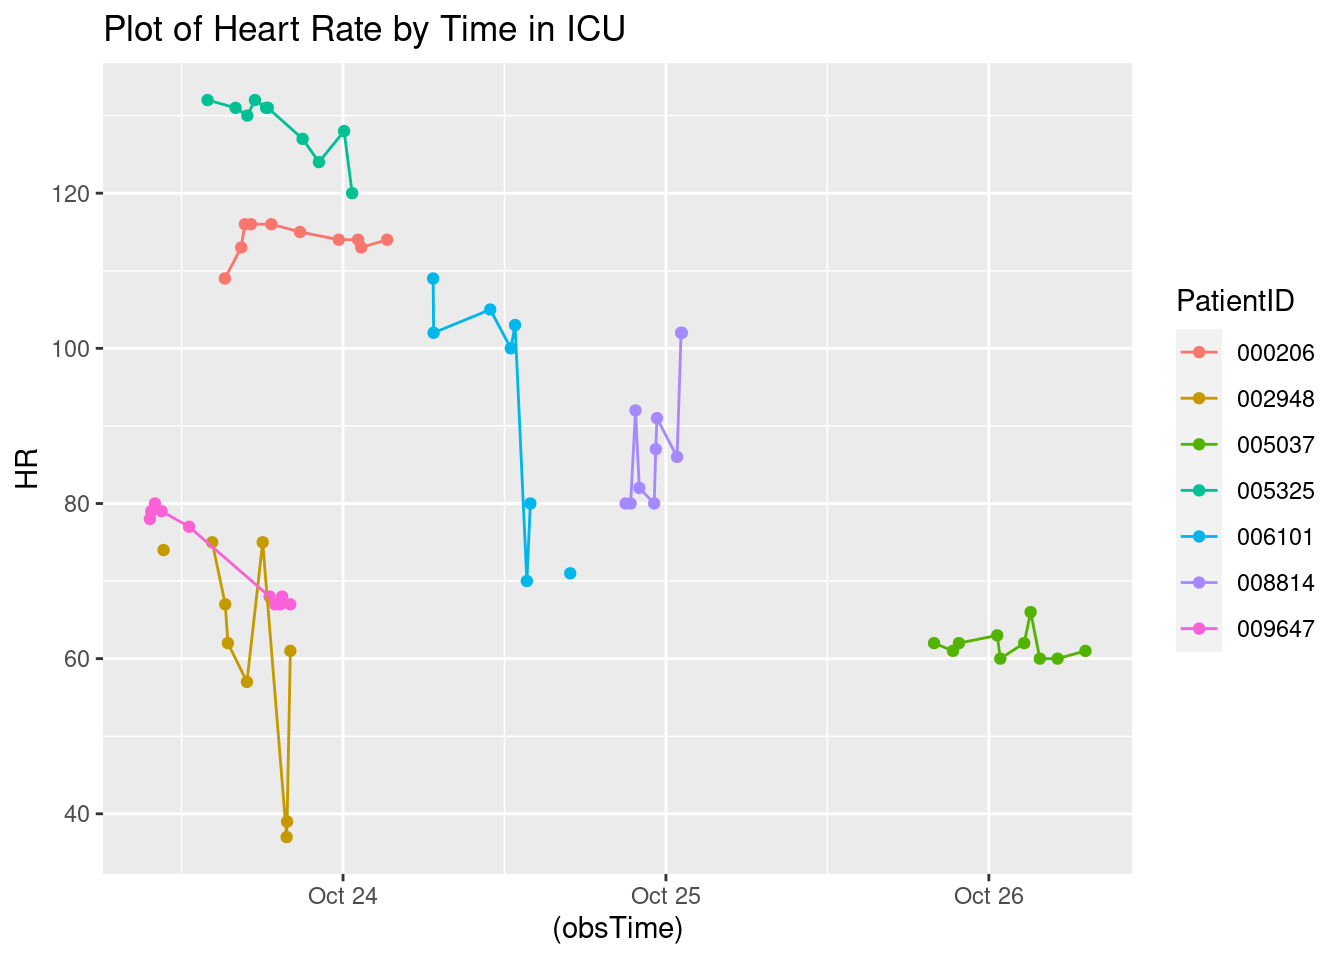 Plot of Heart Rate by Time in ICU
HR
120
100
80
60
40
Oct 24
Oct 25
Oct 26
(obsTime)
PatientID
000206
002948
005037
005325
006101
008814
009647